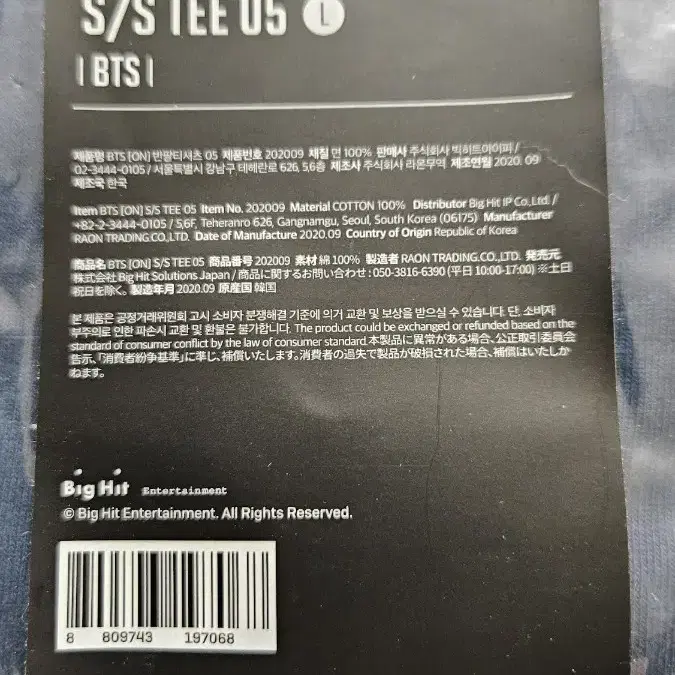 S/S TEE 05 L
| BTS |
제품명 BTS [ON] 반팔티셔츠 05 제품번호 202009 재질 면 100% 판매사 주식회사 빅히트아이피 /
02-3444-0105 / 서울특별시 강남구 테헤란로 626, 5,6층 제조사 주식회사 라온무역 제조연월 2020. 09
제조국 한국
Item BTS [ON] S/S TEE 05 Item No. 202009 Material COTTON 100% Distributor Big Hit IP Co.,Ltd. /
+82-2-3444-0105 / 5,6F, Teheranro 626, Gangnamgu, Seoul, South Korea (06175) Manufacturer
RAON TRADING.CO.,LTD. Date of Manufacture 2020.09 Country of Origin Republic of Korea
商品名 BTS [ON] S/S TEE 05 商品番号 202009 素材 綿 100% 製造者 RAON TRADING.CO.,LTD. 発売元
株式会社 Big Hit Solutions Japan / 商品に関するお問い合わせ : 050-3816-6390 (平日 10:00-17:00) ※土日
祝日を除く。 製造年月 2020.09 原産国 韓国
본 제품은 공정거래위원회 고시 소비자 분쟁해결 기준에 의거 교환 및 보상을 받으실 수 있습니다. 단, 소비자
부주의로 인한 파손시 교환 및 환불은 불가합니다. The product could be exchanged or refunded based on the
standard of consumer conflict by the law of consumer standard. 本製品に異常がある場合、公正取引委員会
告示、「消費者紛争基準」に準じ、補償いたします。消費者の過失で製品が破損された場合、補償はいたしか
ねます。
Big Hit Entertainment
© Big Hit Entertainment. All Rights Reserved.
8 809743 197068